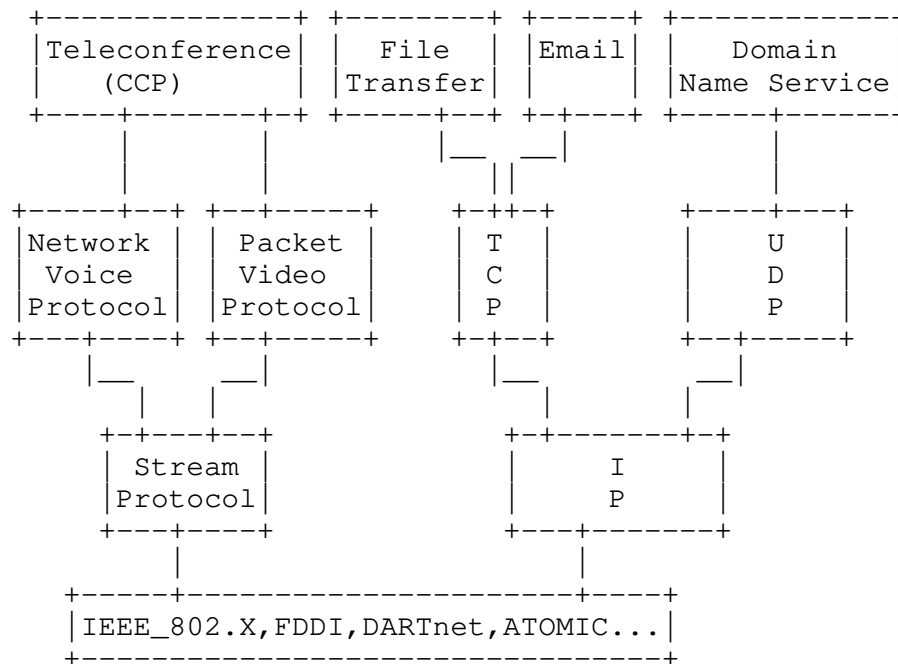 Teleconference File Email Domain
(CCP) Transfer Name Service
Network Packet T U
Voice Video C D
Protocol Protocol P P
Stream I
Protocol P
IEEE_802.X,FDDI,DARTnet,ATOMIC...